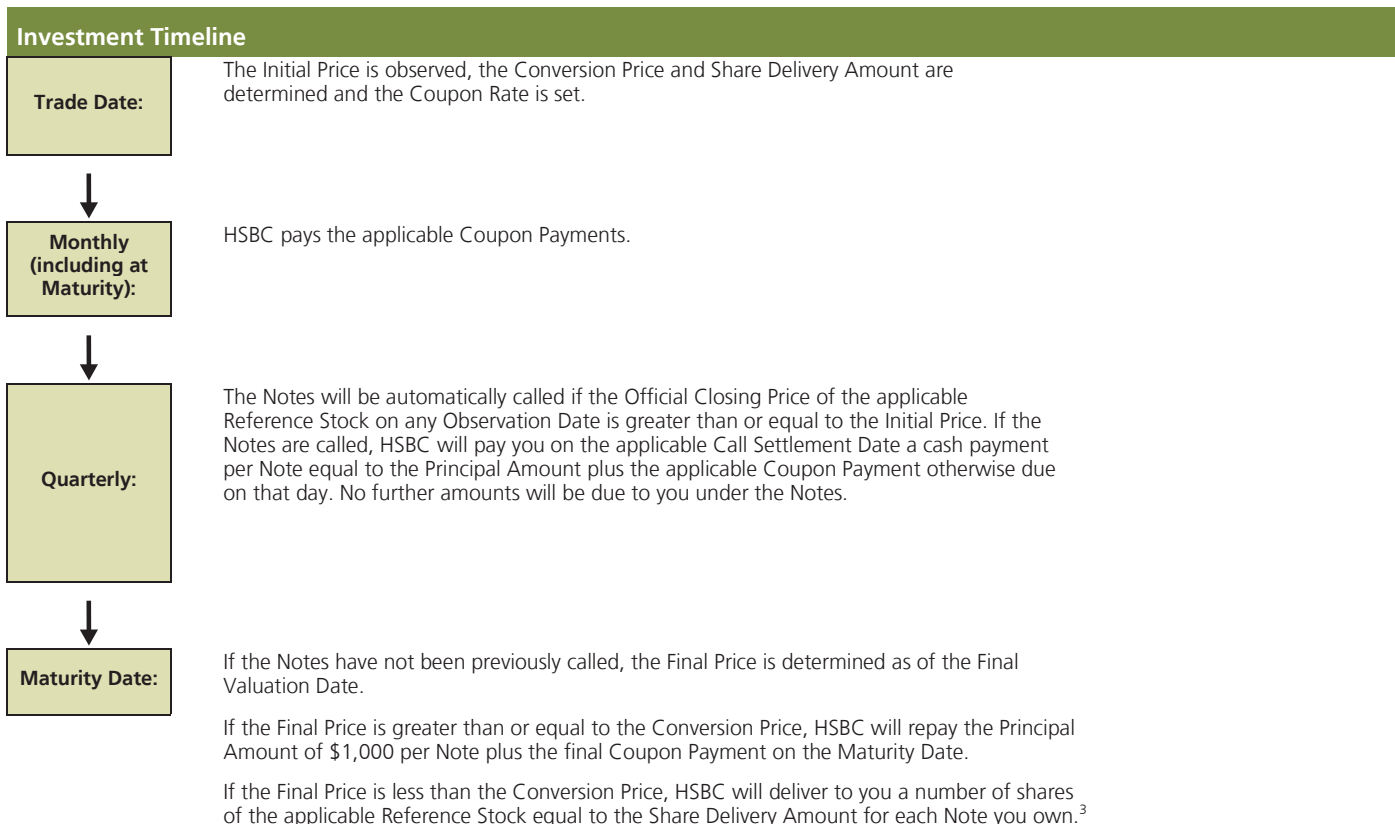 Investment Timeline
Trade Date:
The Initial Price is observed, the Conversion Price and Share Delivery Amount are
determined and the Coupon Rate is set.
Monthly
(including at
Maturity):
HSBC pays the applicable Coupon Payments.
Quarterly:
The Notes will be automatically called if the Official Closing Price of the applicable
Reference Stock on any Observation Date is greater than or equal to the Initial Price. If the
Notes are called, HSBC will pay you on the applicable Call Settlement Date a cash payment
per Note equal to the Principal Amount plus the applicable Coupon Payment otherwise due
on that day. No further amounts will be due to you under the Notes.
Maturity Date:
If the Notes have not been previously called, the Final Price is determined as of the Final
Valuation Date.
If the Final Price is greater than or equal to the Conversion Price, HSBC will repay the Principal
Amount of $1,000 per Note plus the final Coupon Payment on the Maturity Date.
If the Final Price is less than the Conversion Price, HSBC will deliver to you a number of shares
of the applicable Reference Stock equal to the Share Delivery Amount for each Note you own.³